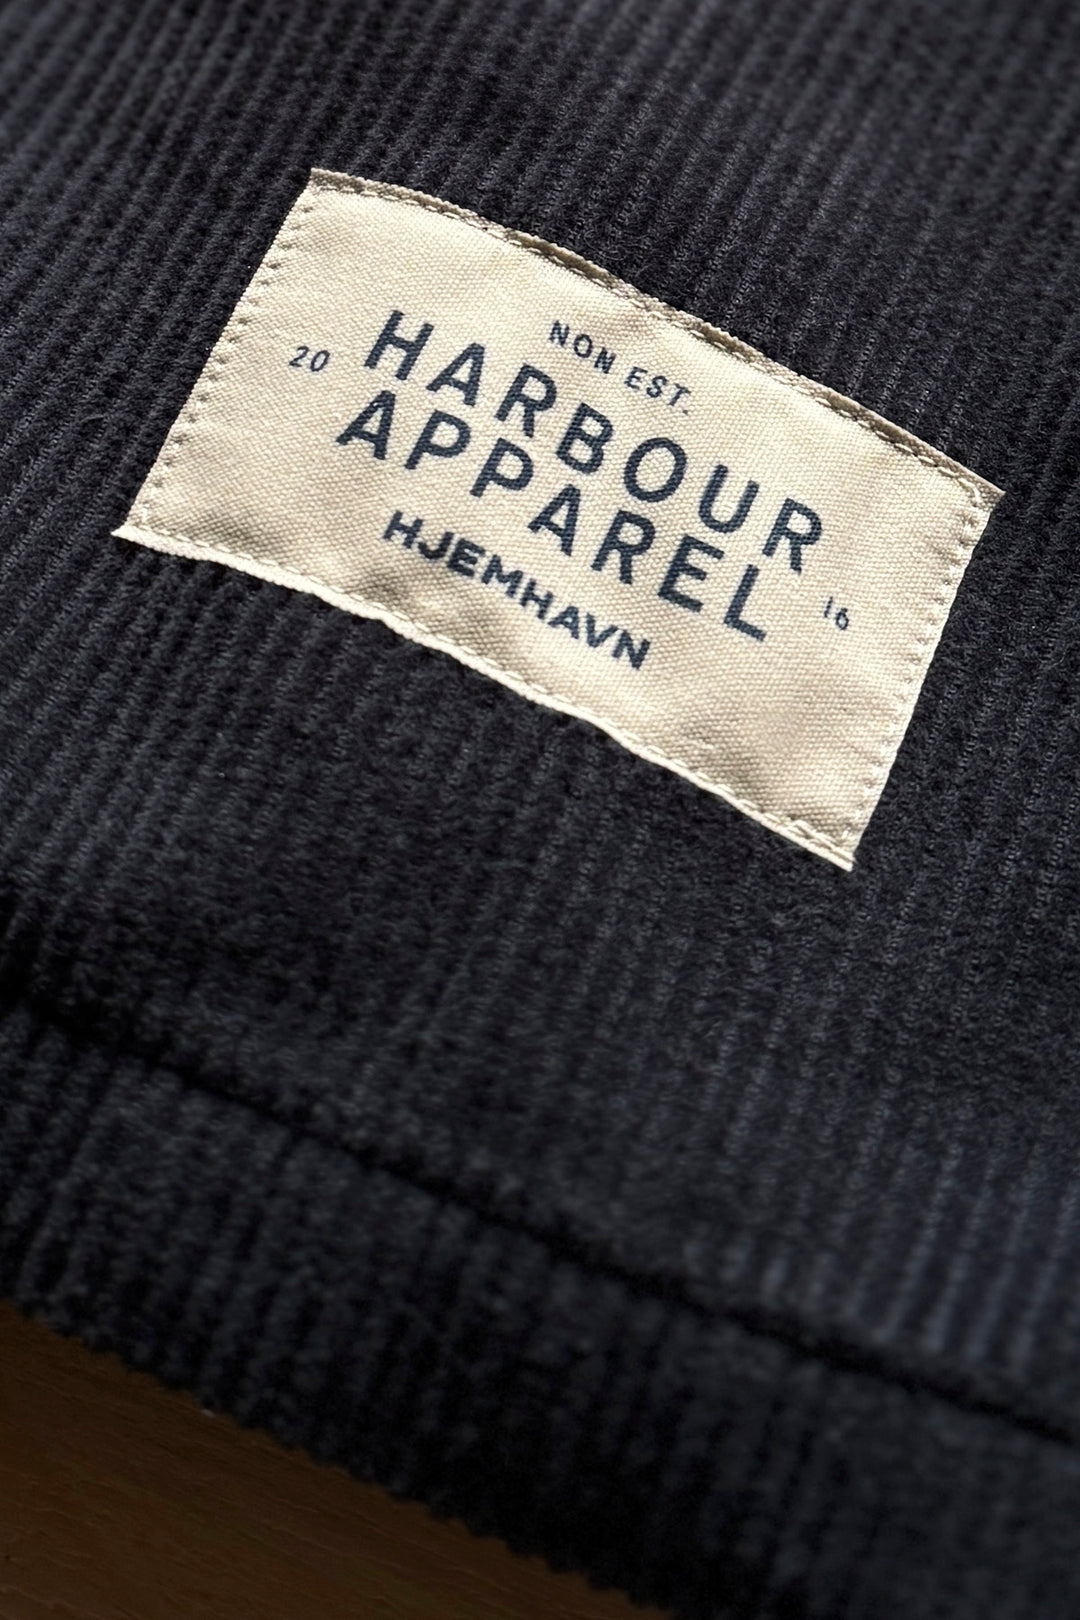 NON EST.
20
HARBOUR
APPAREL
16
HJEMHAVN